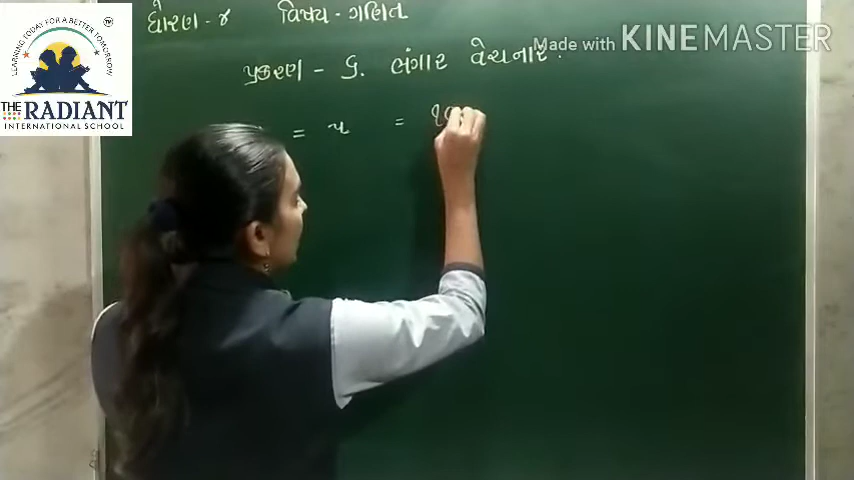 ધોરણ - ૪ વિષય - ગણિત
પ્રકરણ - ૬. ભંગાર વેચનાર.
= ૫ =
Made with KINEMASTER
LEARNING TODAY FOR A BETTER TOMORROW
THE RADIANT
INTERNATIONAL SCHOOL
TM